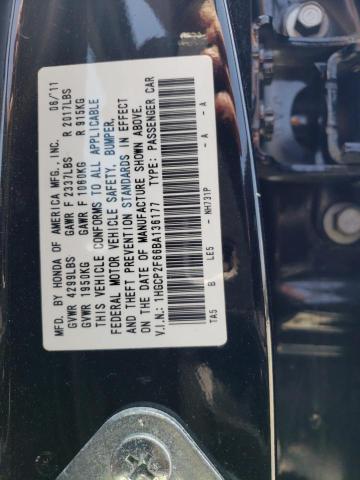 MFD. BY HONDA OF AMERICA MFG., INC. 06/11
GVWR 4299LBS GAWR F 2337LBS R 2017LBS
GVWR 1950KG GAWR F 1060KG R 915KG
THIS VEHICLE CONFORMS TO ALL APPLICABLE
FEDERAL MOTOR VEHICLE SAFETY, BUMPER,
AND THEFT PREVENTION STANDARDS IN EFFECT
ON THE DATE OF MANUFACTURE SHOWN ABOVE.
V.I.N.:1HGCP2F66BA136177 TYPE: PASSENGER CAR
TA5 B LE5 - NH731P - A - A